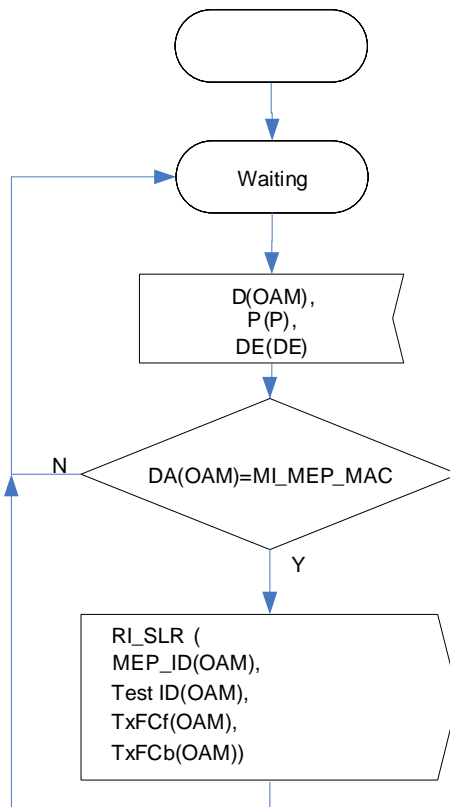 Waiting
D(OAM),
P(P),
DE(DE)
N
DA(OAM)=MI_MEP_MAC
Y
RI_SLR (
MEP_ID(OAM),
Test ID(OAM),
TxFCf(OAM),
TxFCb(OAM))